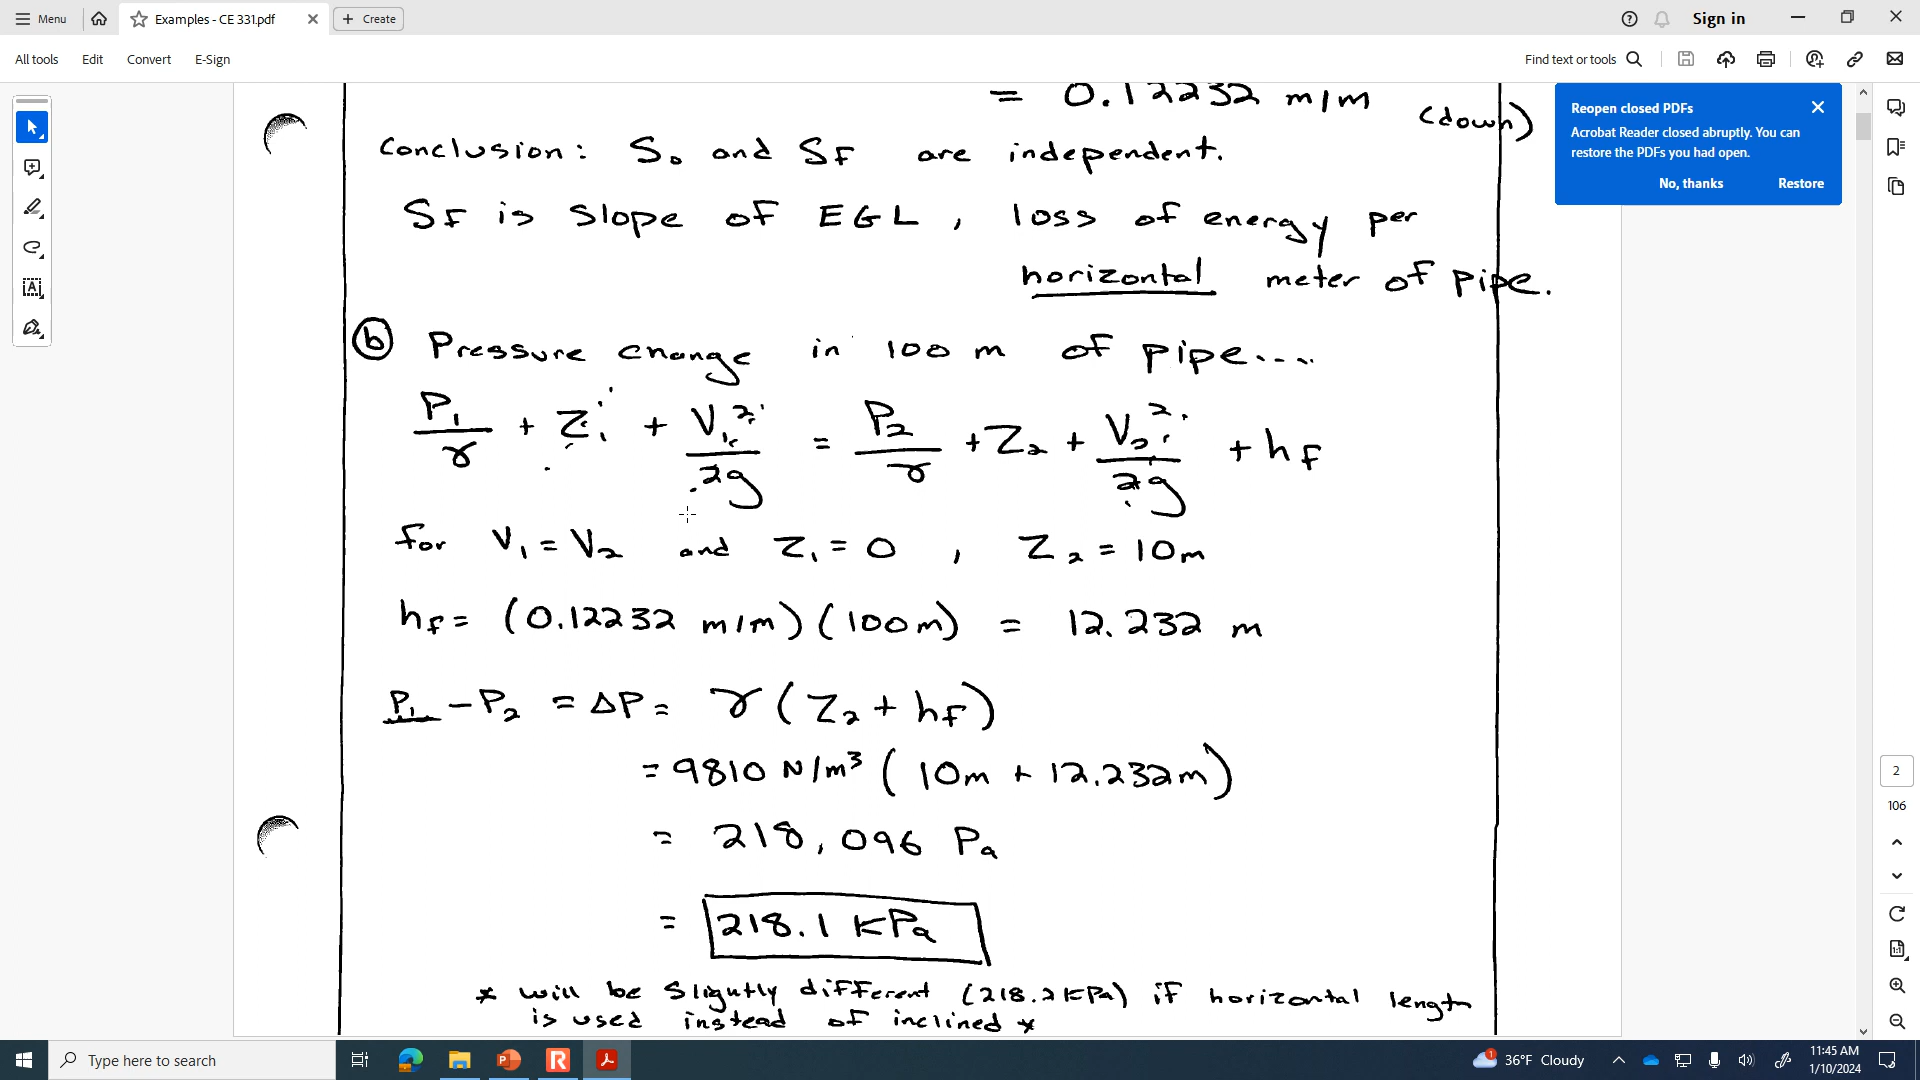 Menu
Examples - CE 331.pdf
Create
Sign in
All tools Edit Convert E-Sign
Find text or tools
= 0.12232 m/m (down)
Conclusion: So and SF are independent.
SF is slope of EGL, loss of energy per
horizontal meter of pipe.
Reopen closed PDFs
Acrobat Reader closed abruptly. You can
restore the PDFs you had open.
No, thanks Restore
(b) Pressure change in 100 m of pipe....
P1/γ + Z1 + V1²/2g = P2/γ + Z2 + V2²/2g + hf
for V1 = V2 and Z1 = 0, Z2 = 10m
hf = (0.12232 m/m)(100m) = 12.232 m
P1 - P2 = ΔP = γ(Z2 + hf)
= 9810 N/m³ (10m + 12.232m)
= 218,096 Pa
= 218.1 KPa
* will be slightly different (218.2 KPa) if horizontal length
is used instead of inclined *
2
106
Type here to search
36°F Cloudy
11:45 AM
1/10/2024